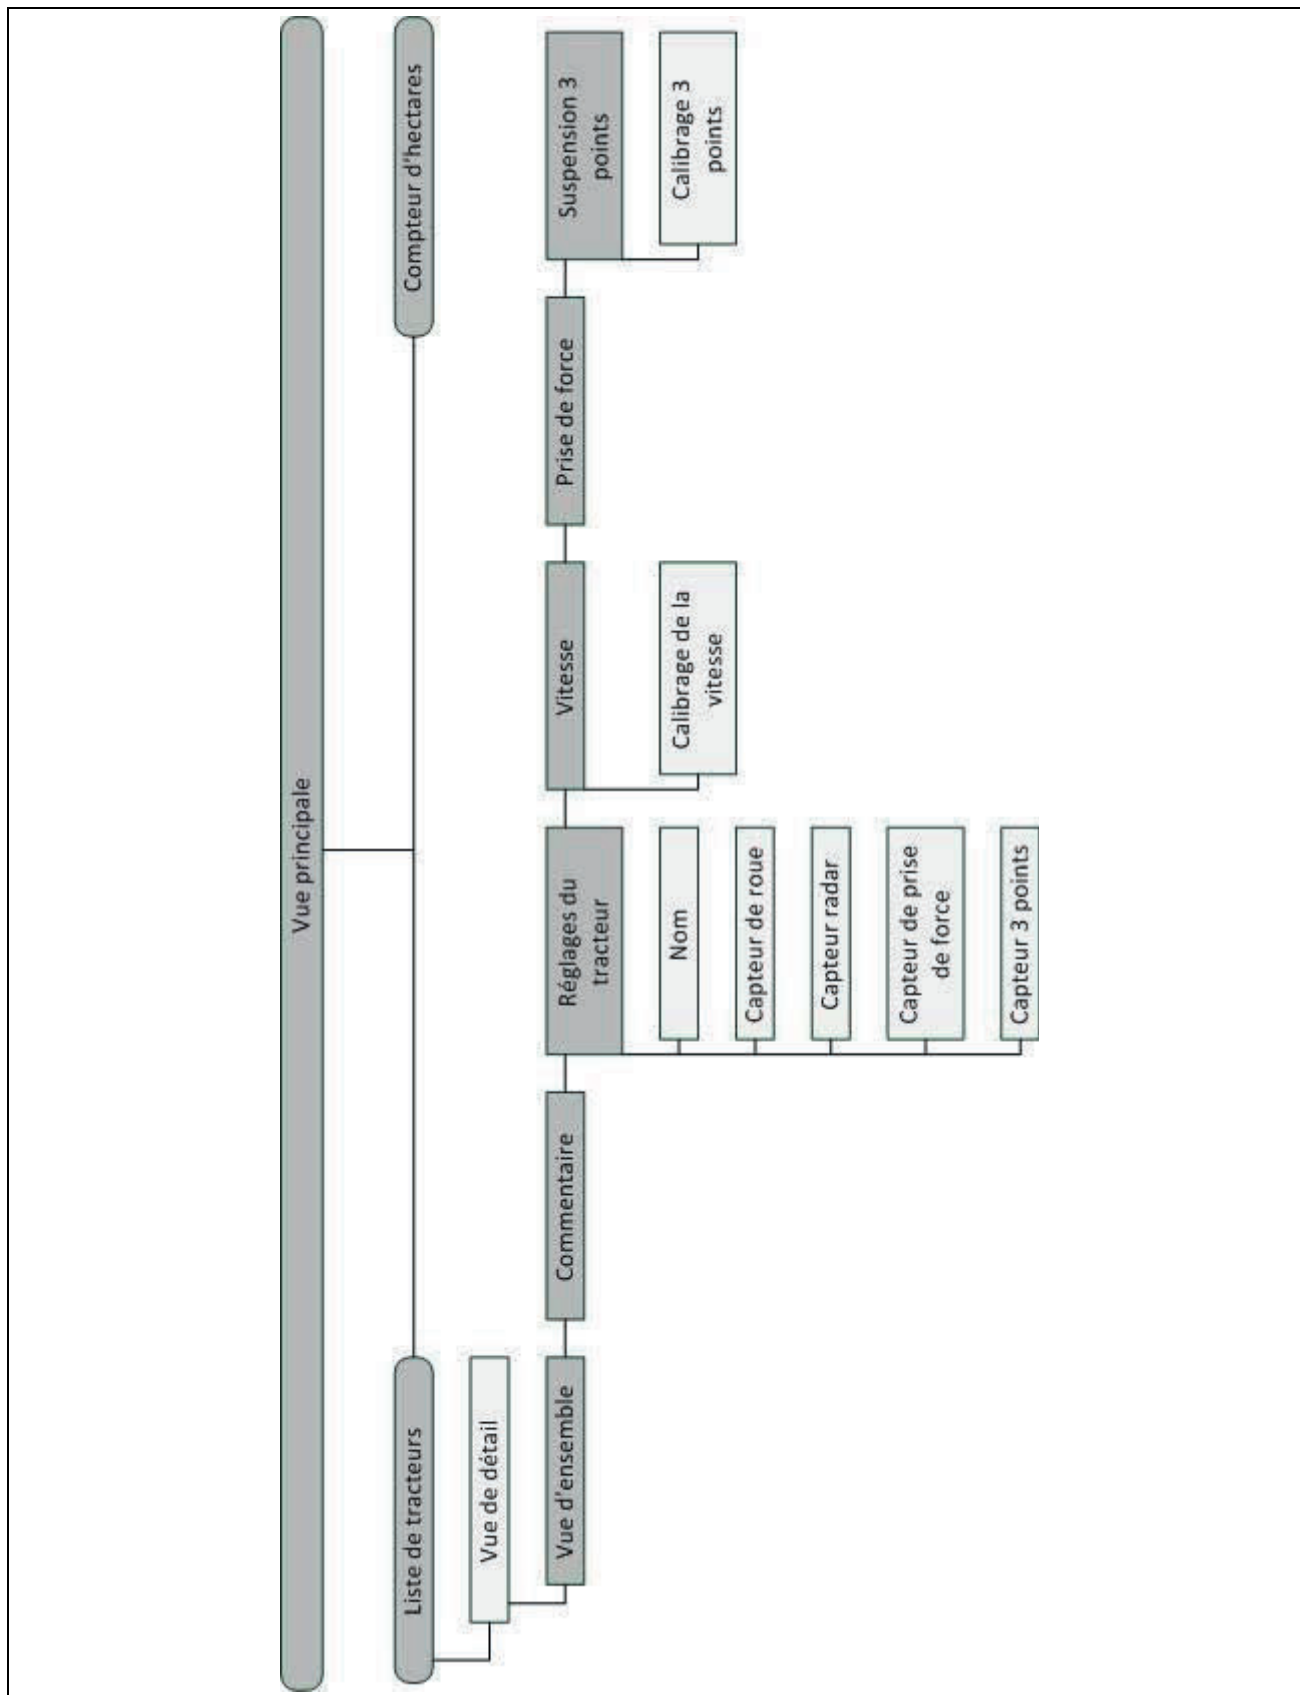 Vue principale
Liste de tracteurs
Compteur d'hectares
Vue de détail
Vue d'ensemble
Commentaire
Réglages du
tracteur
Vitesse
Prise de force
Suspension 3
points
Nom
Capteur de roue
Capteur radar
Capteur de prise
de force
Capteur 3 points
Calibrage de la
vitesse
Calibrage 3
points